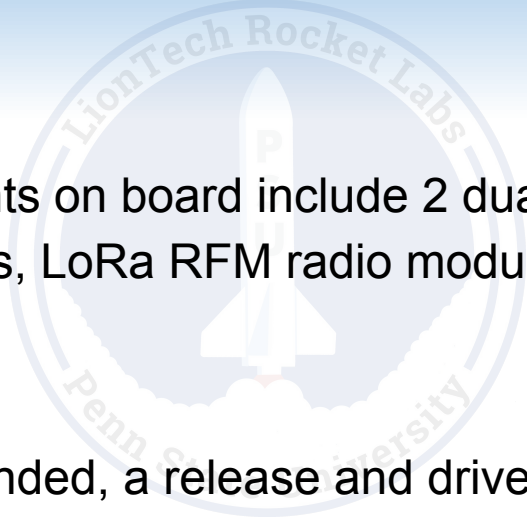 LionTech Rocket Labs
P
nts on board include 2 dua
s, LoRa RFM radio modu
Penn State University
nded, a release and drive